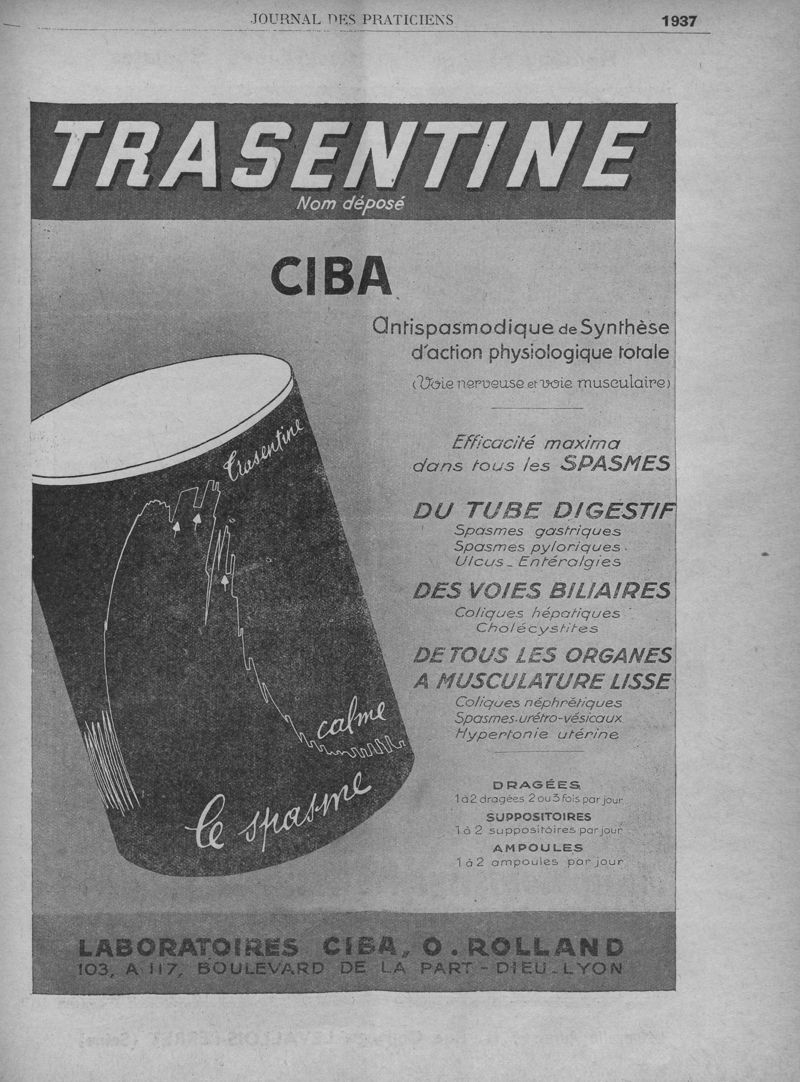 JOURNAL DES PRATICIENS 1937
TRASENTINE
Nom déposé
CIBA
Antispasmodique de Synthèse
d'action physiologique totale
(Voie nerveuse et voie musculaire)
Efficacité maxima
dans tous les SPASMES
DU TUBE DIGESTIF
Spasmes gastriques
Spasmes pyloriques.
Ulcus - Entéralgies
DES VOIES BILIAIRES
Coliques hépatiques
Cholécystites
DE TOUS LES ORGANES
A MUSCULATURE LISSE
Coliques néphrétiques
Spasmes urétro-vésicaux
Hypertonie utérine
DRAGÉES
1 à 2 dragées 2 ou 3 fois par jour
SUPPOSITOIRES
1 à 2 suppositoires par jour
AMPOULES
1 à 2 ampoules par jour
Trasentine
calme
le spasme
LABORATOIRES CIBA, O. ROLLAND
103, A 117, BOULEVARD DE LA PART-DIEU - LYON